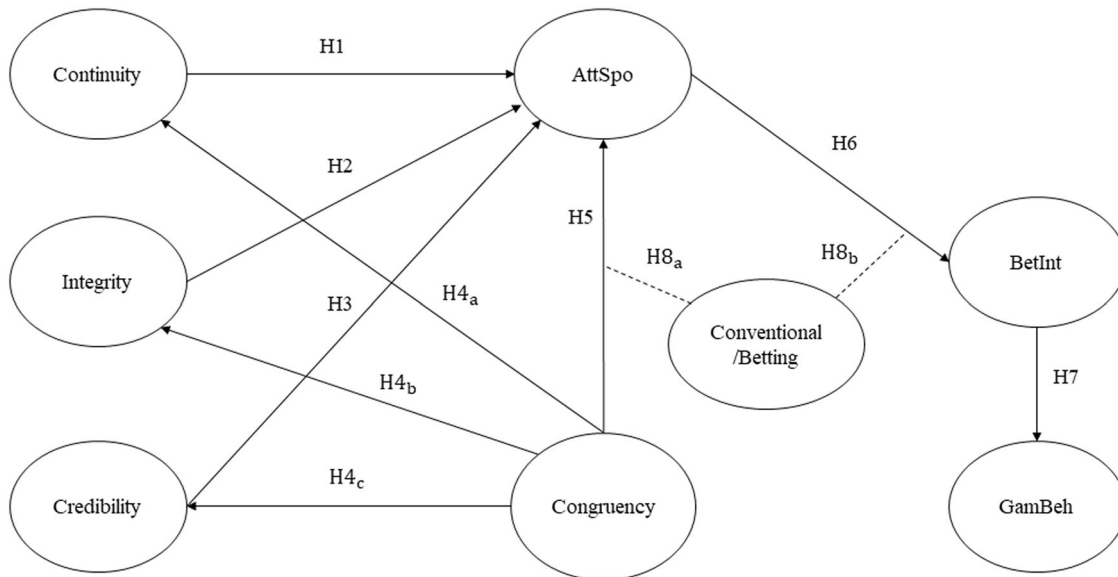 H1
Continuity
AttSpo
H2
H6
H5
Integrity
H3
H4a
H8a
H8b
BetInt
Conventional
/Betting
H4b
H7
H4c
Credibility
Congruency
GamBeh